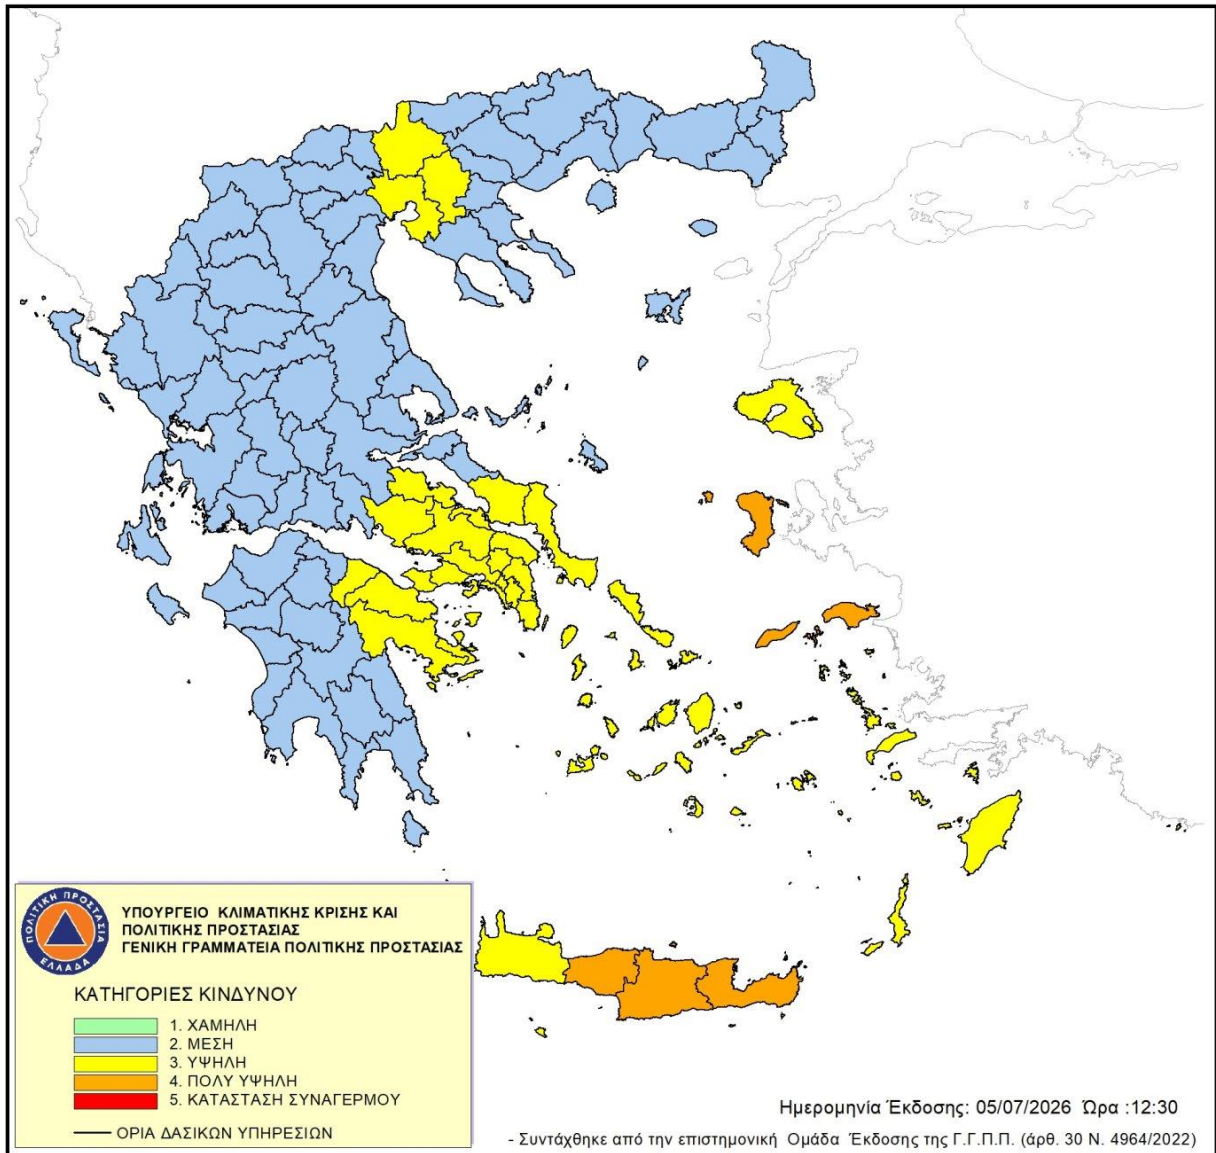 ΠΟΛΙΤΙΚΗ ΠΡΟΣΤΑΣΙΑ
ΕΛΛΑΔΑ
ΥΠΟΥΡΓΕΙΟ ΚΛΙΜΑΤΙΚΗΣ ΚΡΙΣΗΣ ΚΑΙ
ΠΟΛΙΤΙΚΗΣ ΠΡΟΣΤΑΣΙΑΣ
ΓΕΝΙΚΗ ΓΡΑΜΜΑΤΕΙΑ ΠΟΛΙΤΙΚΗΣ ΠΡΟΣΤΑΣΙΑΣ
ΚΑΤΗΓΟΡΙΕΣ ΚΙΝΔΥΝΟΥ
1. ΧΑΜΗΛΗ
2. ΜΕΣΗ
3. ΥΨΗΛΗ
4. ΠΟΛΥ ΥΨΗΛΗ
5. ΚΑΤΑΣΤΑΣΗ ΣΥΝΑΓΕΡΜΟΥ
ΟΡΙΑ ΔΑΣΙΚΩΝ ΥΠΗΡΕΣΙΩΝ
Ημερομηνία Έκδοσης: 05/07/2026 Ώρα :12:30
- Συντάχθηκε από την επιστημονική Ομάδα Έκδοσης της Γ.Γ.Π.Π. (άρθ. 30 Ν. 4964/2022)